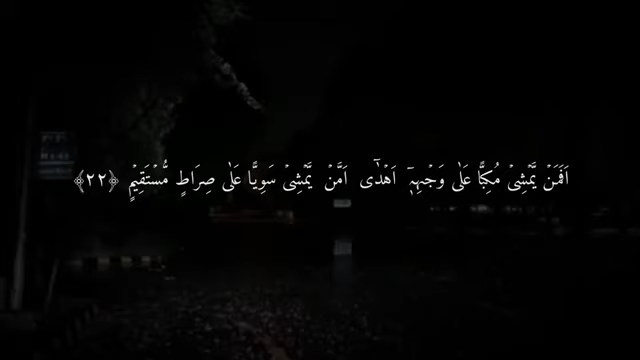 اَفَمَنۡ يَّمۡشِىۡ مُكِبًّا عَلٰى وَجۡهِهٖۤ اَهۡدٰٓى اَمَّنۡ يَّمۡشِىۡ سَوِيًّا عَلٰى صِرَاطٍ مُّسۡتَقِيۡمٍ ﴿۲۲﴾